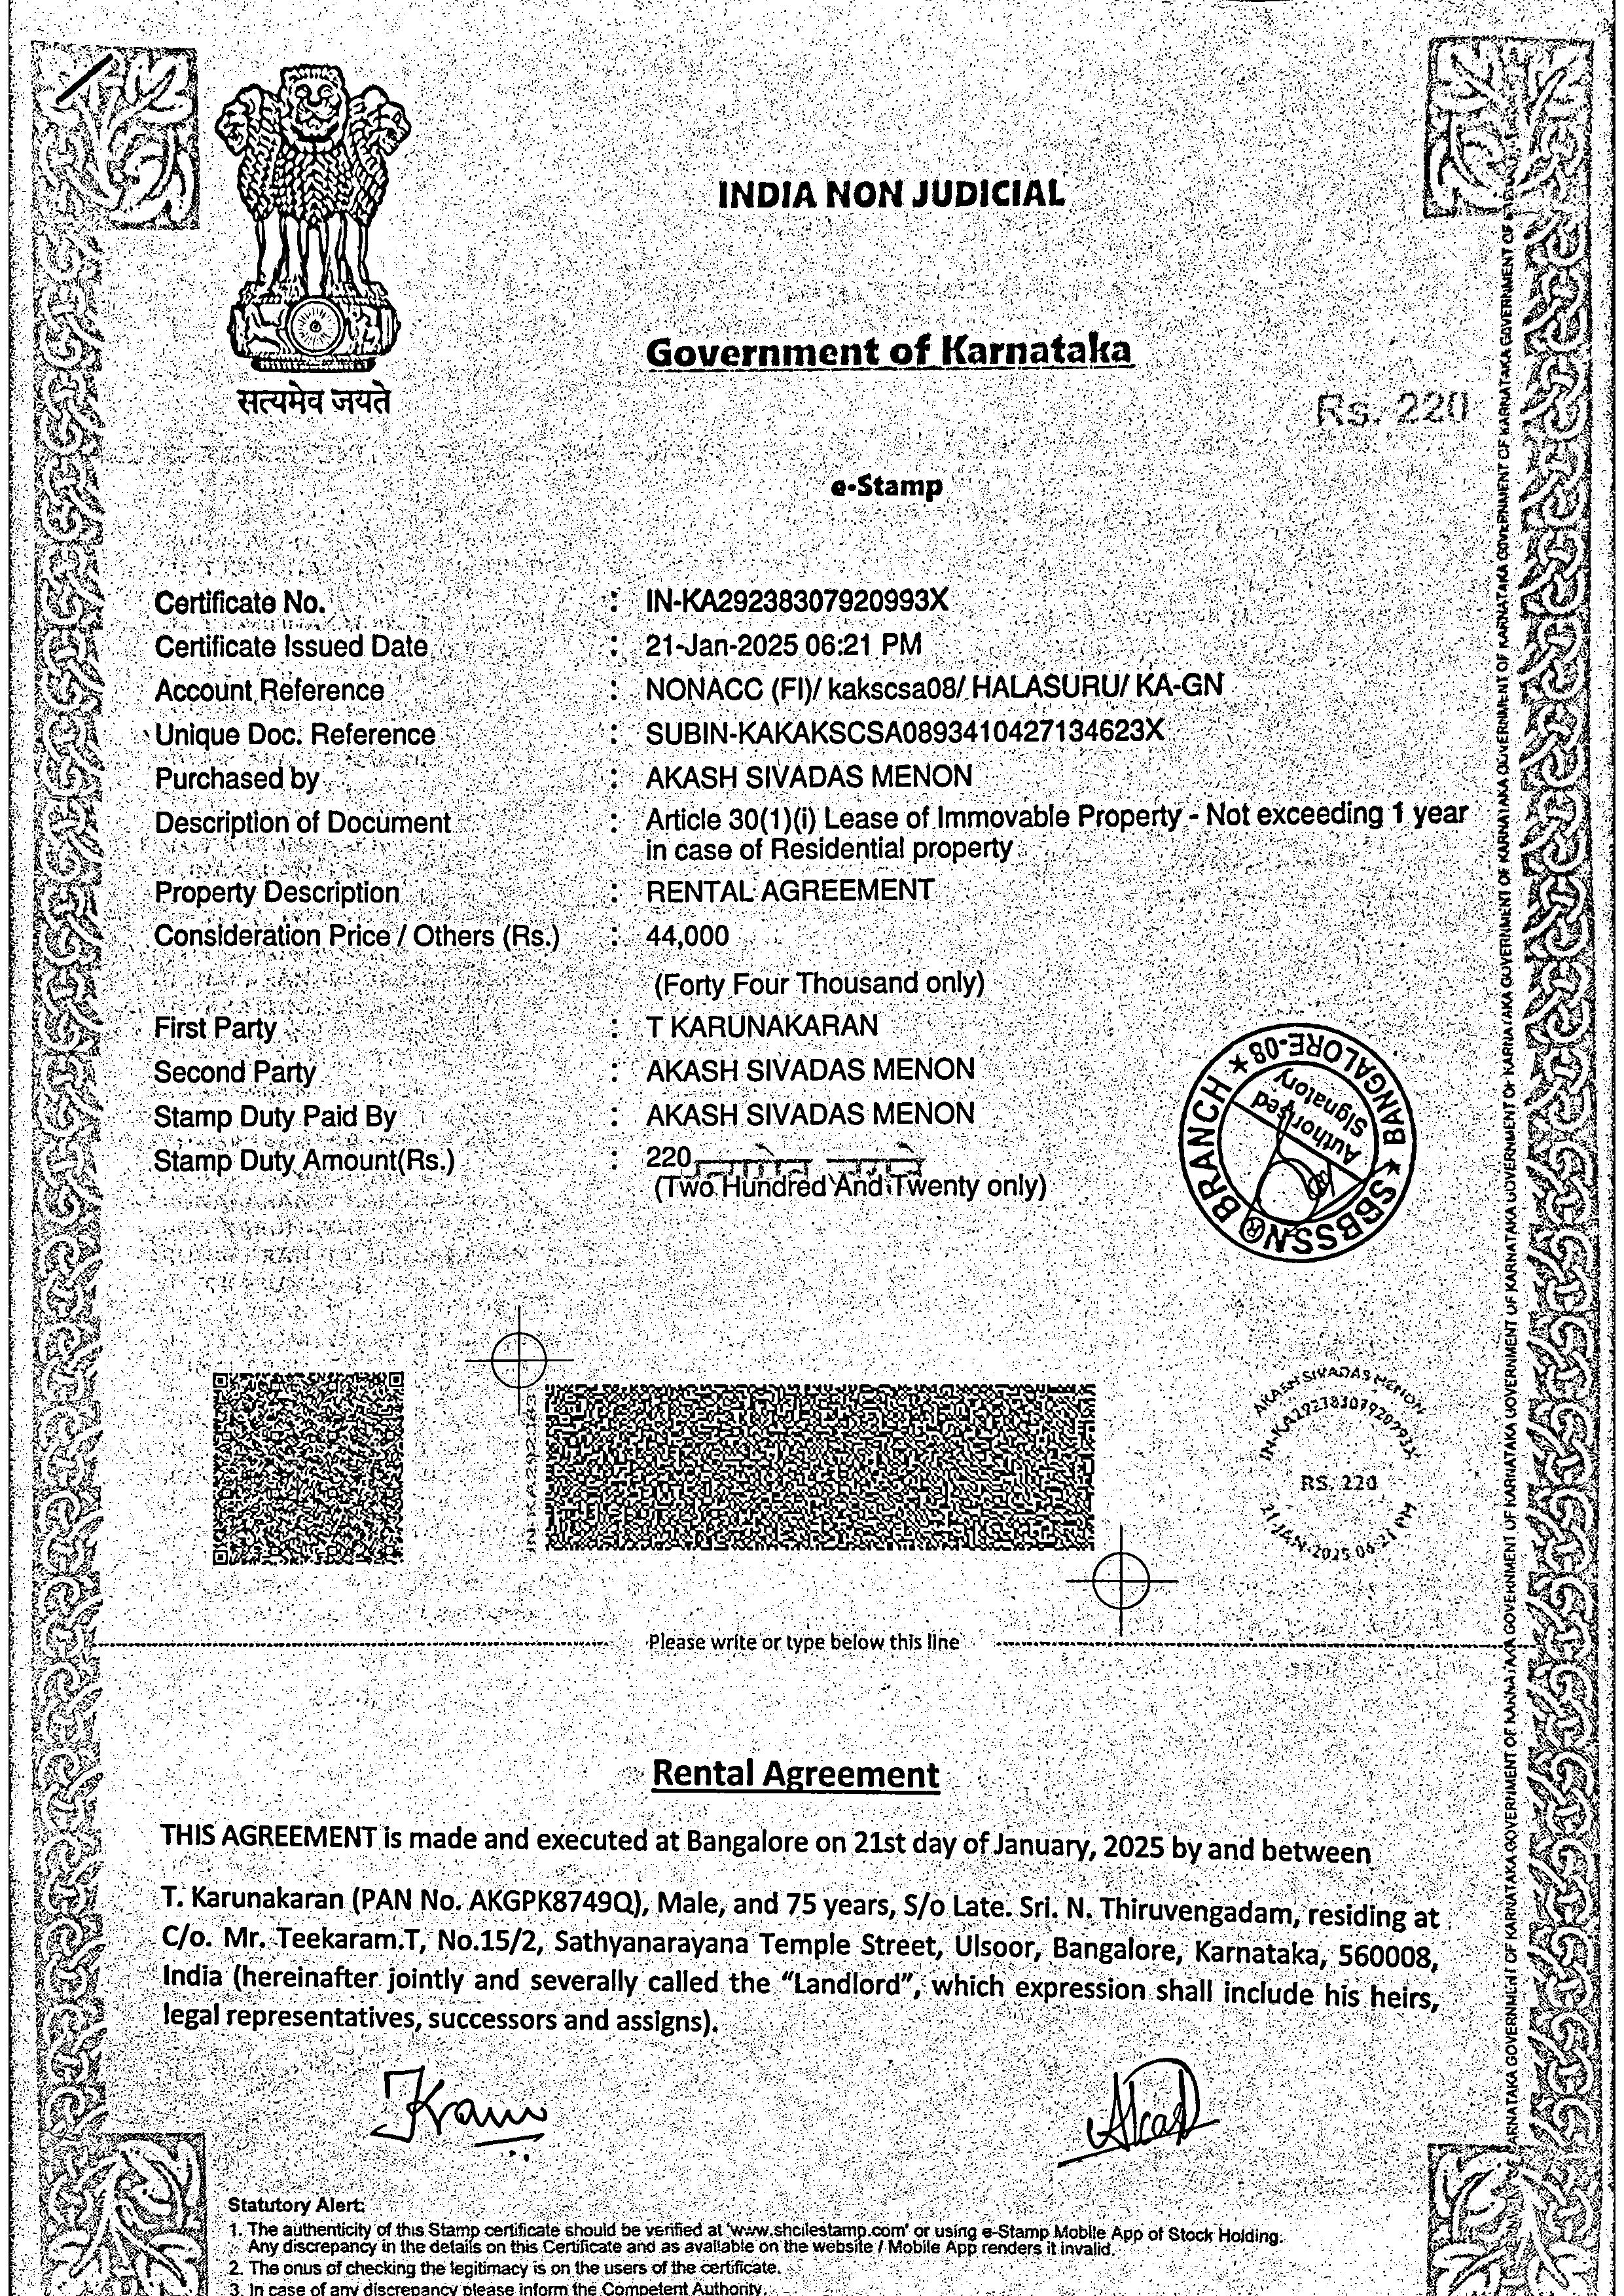 INDIA NON JUDICIAL
Government of Karnataka
सत्यमेव जयते
Rs. 220
e-Stamp
Certificate No. : IN-KA29238307920993X
Certificate Issued Date : 21-Jan-2025 06:21 PM
Account Reference : NONACC (FI)/ kakscsa08/ HALASURU/ KA-GN
Unique Doc. Reference : SUBIN-KAKAKSCSA0893410427134623X
Purchased by : AKASH SIVADAS MENON
Description of Document : Article 30(1)(i) Lease of Immovable Property - Not exceeding 1 year
in case of Residential property
Property Description : RENTAL AGREEMENT
Consideration Price / Others (Rs.) : 44,000
(Forty Four Thousand only)
First Party : T KARUNAKARAN
Second Party : AKASH SIVADAS MENON
Stamp Duty Paid By : AKASH SIVADAS MENON
Stamp Duty Amount(Rs.) : 220
(Two Hundred And Twenty only)
SBBSSN® BRANCH ★ BANGALORE-08 ★
Authorised
Signatory
AKASH SIVADAS MENON
IN-KA29238307920993X
RS. 220
21-JAN-2025 06:21 PM
Please write or type below this line
Rental Agreement
THIS AGREEMENT is made and executed at Bangalore on 21st day of January, 2025 by and between
T. Karunakaran (PAN No. AKGPK8749Q), Male, and 75 years, S/o Late. Sri. N. Thiruvengadam, residing at
C/o. Mr. Teekaram.T, No.15/2, Sathyanarayana Temple Street, Ulsoor, Bangalore, Karnataka, 560008,
India (hereinafter jointly and severally called the “Landlord”, which expression shall include his heirs,
legal representatives, successors and assigns).
Akash
Statutory Alert:
1. The authenticity of this Stamp certificate should be verified at 'www.shcilestamp.com' or using e-Stamp Mobile App of Stock Holding.
Any discrepancy in the details on this Certificate and as available on the website / Mobile App renders it invalid.
2. The onus of checking the legitimacy is on the users of the certificate.
3. In case of any discrepancy please inform the Competent Authority.